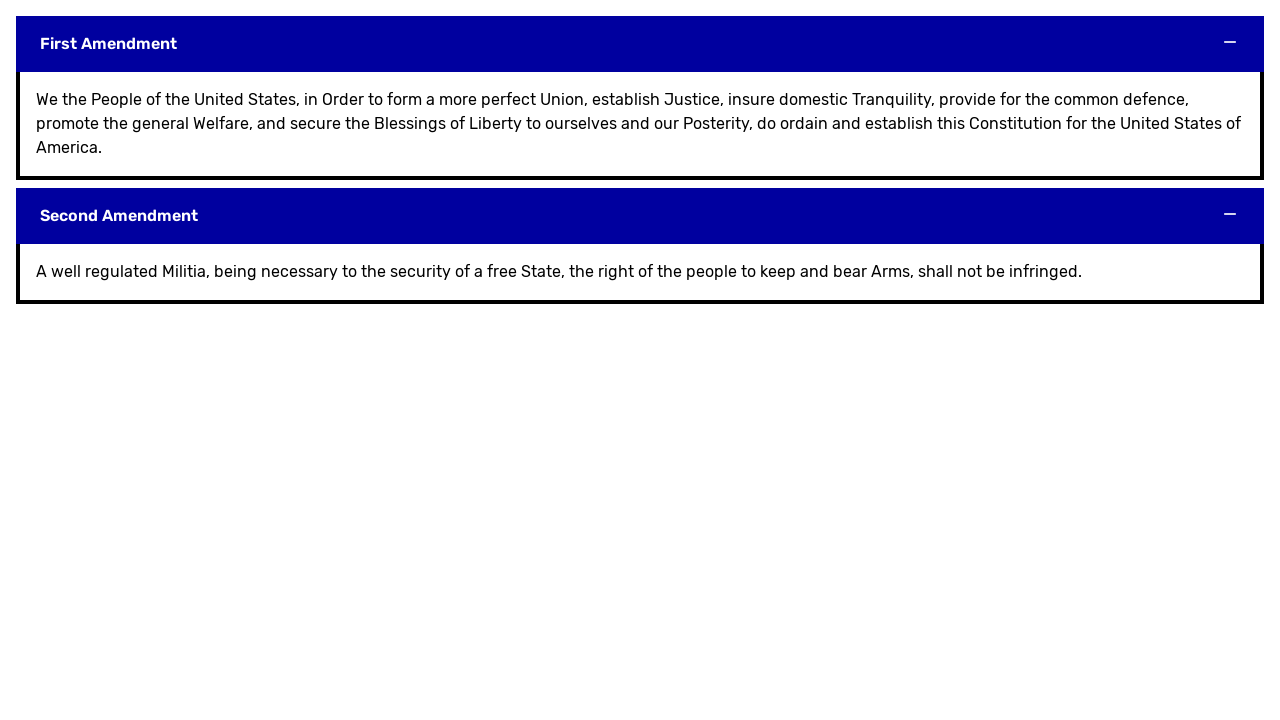 First Amendment
We the People of the United States, in Order to form a more perfect Union, establish Justice, insure domestic Tranquility, provide for the common defence,
promote the general Welfare, and secure the Blessings of Liberty to ourselves and our Posterity, do ordain and establish this Constitution for the United States of
America.
Second Amendment
A well regulated Militia, being necessary to the security of a free State, the right of the people to keep and bear Arms, shall not be infringed.